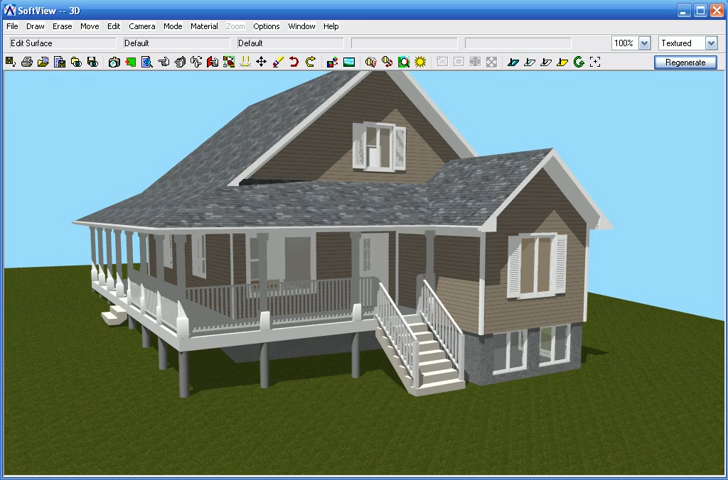 SoftView -- 3D
File Draw Erase Move Edit Camera Mode Material Zoom Options Window Help
Edit Surface Default Default 100% Textured
Regenerate